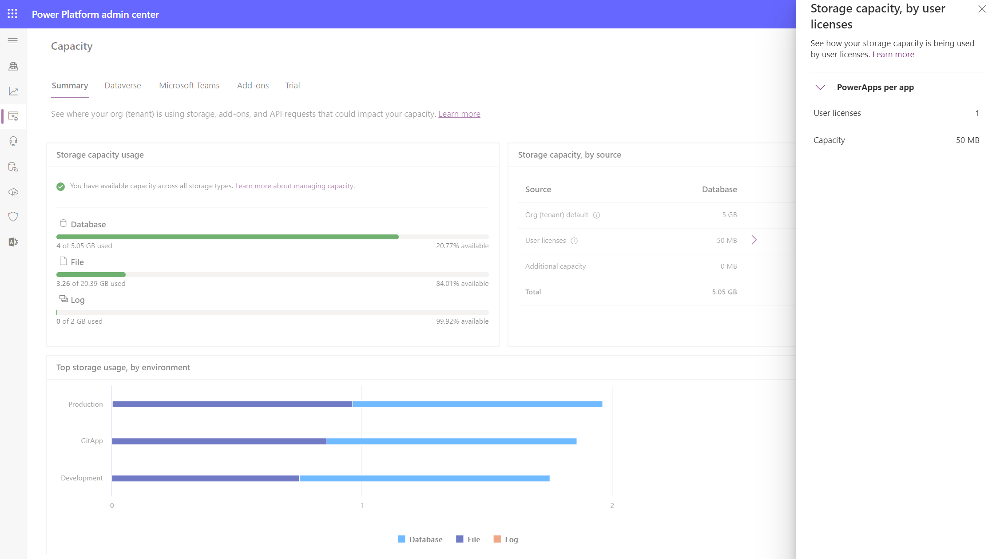 Power Platform admin center
Capacity
Summary
Dataverse
Microsoft Teams
Add-ons
Trial
See where your org (tenant) is using storage, add-ons, and API requests that could impact your capacity. Learn more
Storage capacity usage
You have available capacity across all storage types. Learn more about managing capacity.
Database
4 of 5.05 GB used
20.77% available
File
3.26 of 20.39 GB used
84.01% available
Log
0 of 2 GB used
99.92% available
Storage capacity, by source
Source
Database
Org (tenant) default
5 GB
User licenses
50 MB
Additional capacity
0 MB
Total
5.05 GB
Top storage usage, by environment
Production
GitApp
Development
0
1
2
Database
File
Log
Storage capacity, by user
licenses
See how your storage capacity is being used
by user licenses. Learn more
PowerApps per app
User licenses
1
Capacity
50 MB